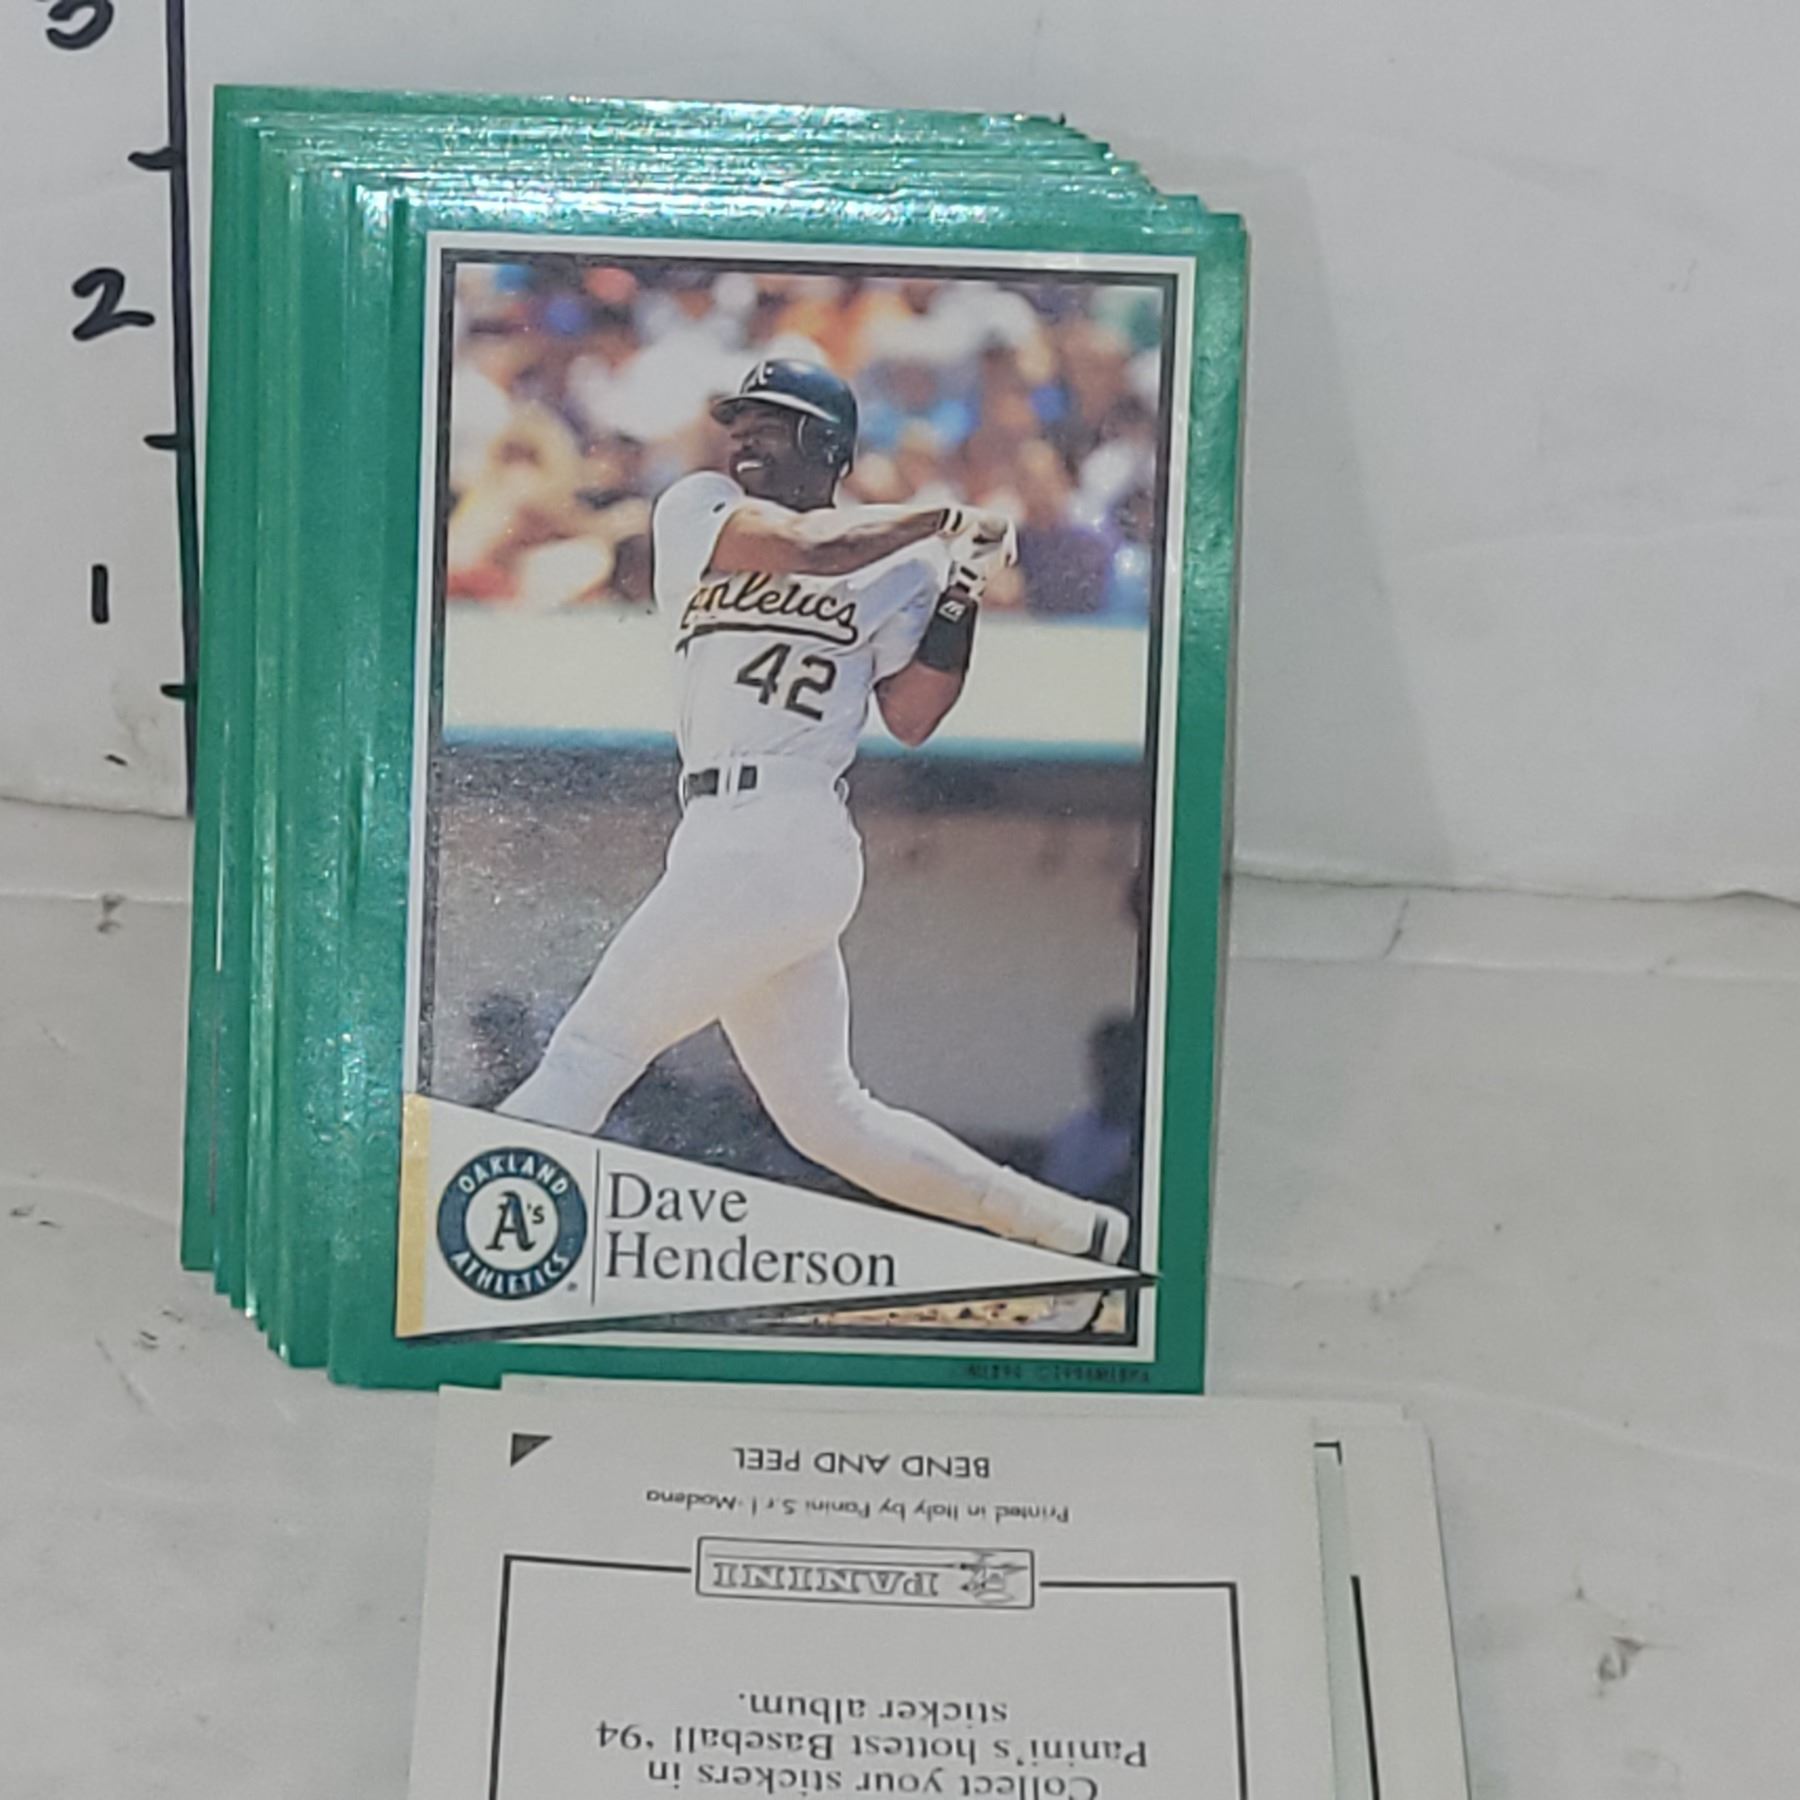 3
2
1
A
Athletics
42
OAKLAND
A's
ATHLETICS
Dave
Henderson
BEND AND PEEL
Printed in Italy by Panini S.r.l. - Modena
PANINI
Collect your stickers in
Panini's hottest Baseball '94
sticker album.